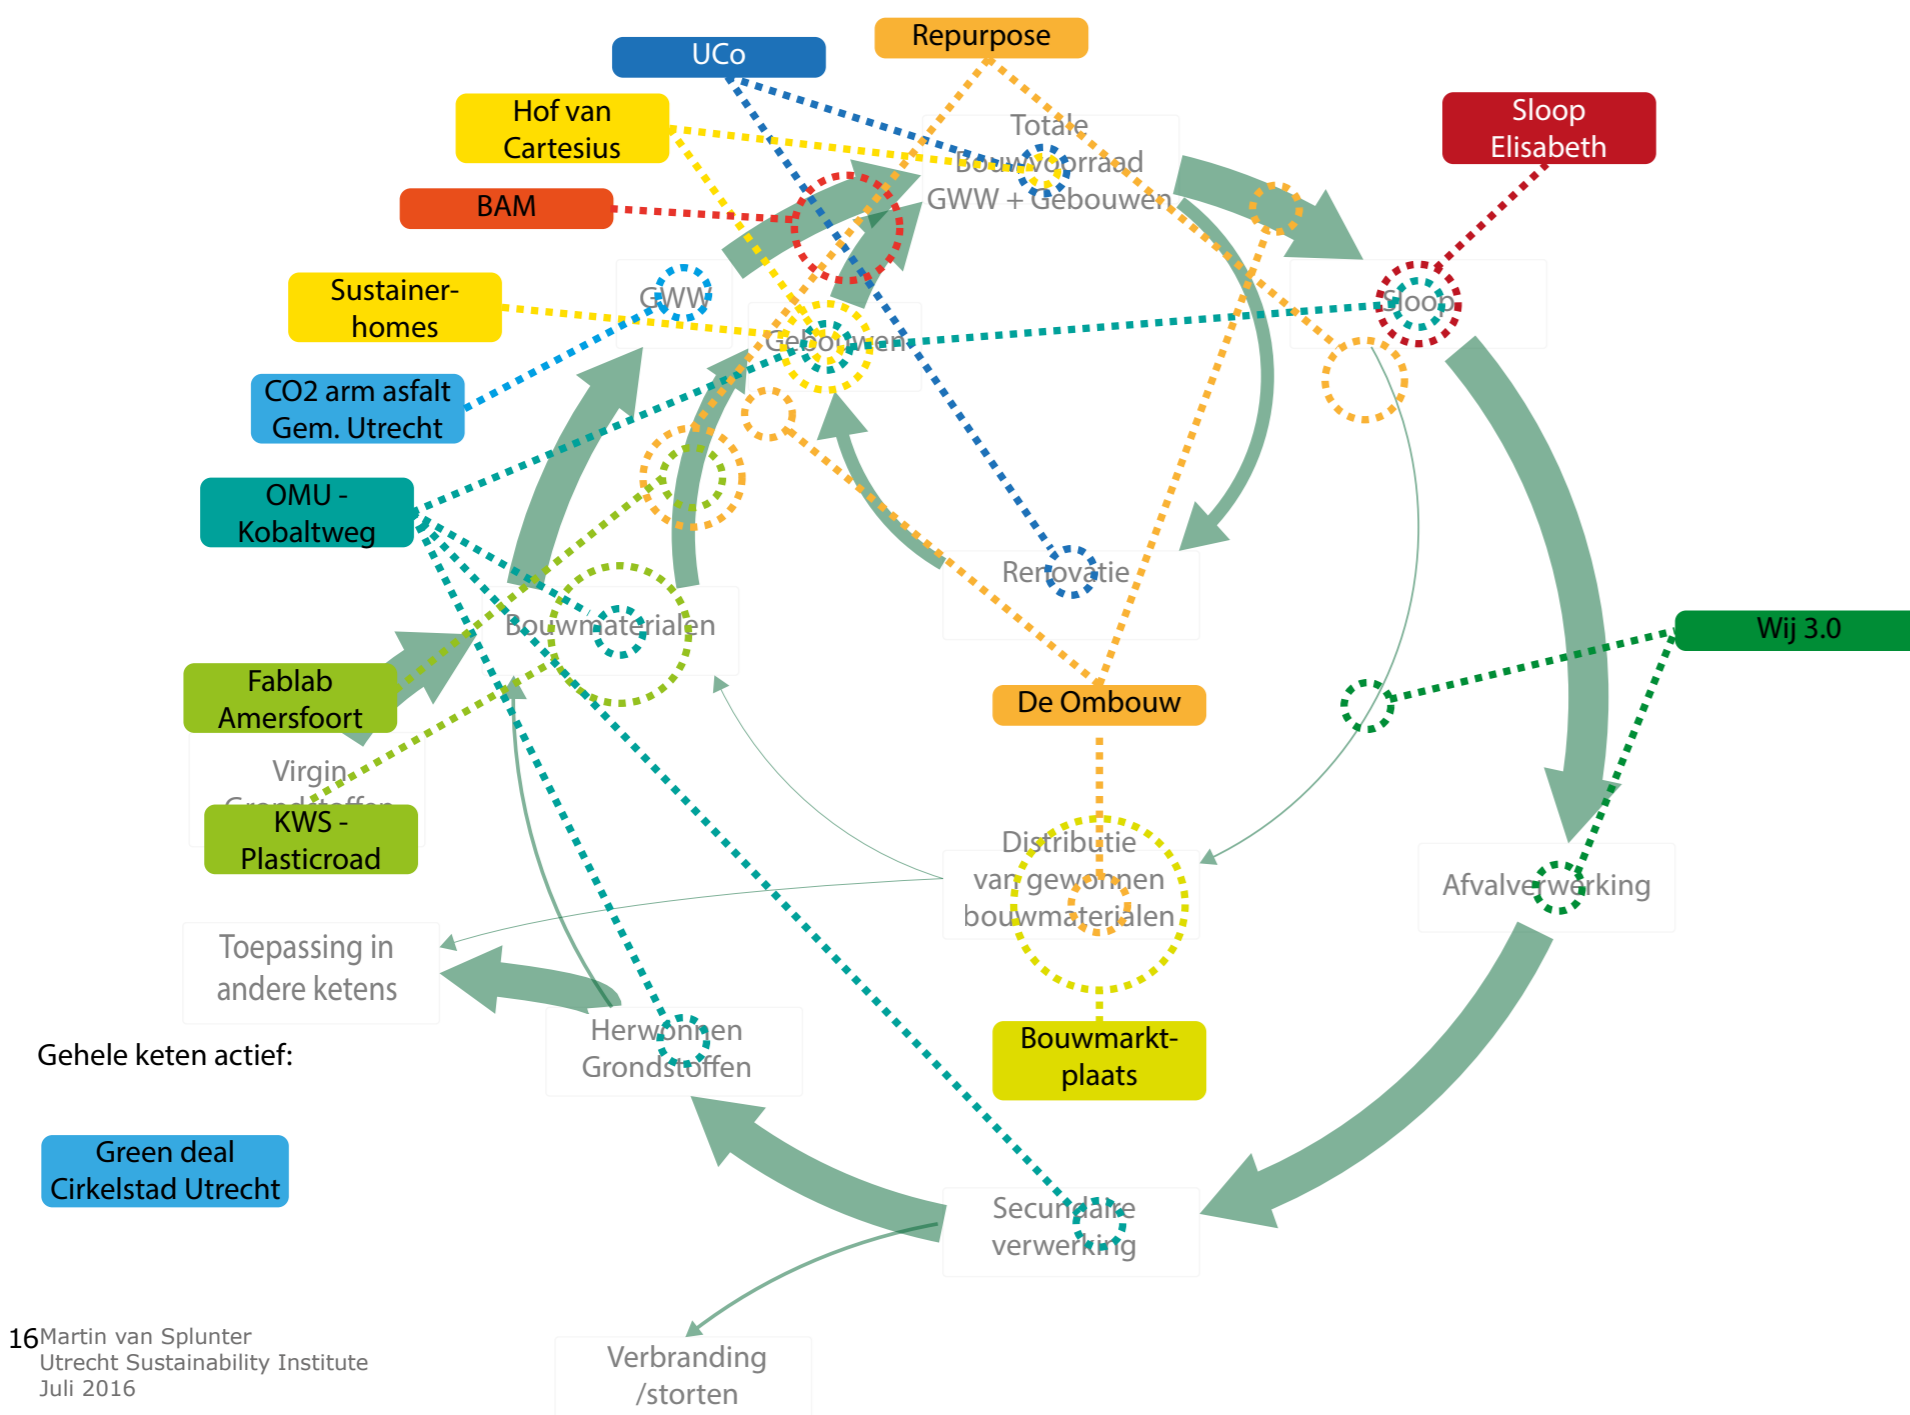 Repurpose
UCo
Hof van
Cartesius
Totale
Bouwvoorraad
GWW + Gebouwen
Sloop
Elisabeth
BAM
Sustainer-
homes
GWW
Sloop
Gebouwen
CO2 arm asfalt
Gem. Utrecht
OMU -
Kobaltweg
Renovatie
Bouwmaterialen
Wij 3.0
Fablab
Amersfoort
De Ombouw
Virgin
Grondstoffen
KWS -
Plasticroad
Distributie
van gewonnen
bouwmaterialen
Afvalverwerking
Toepassing in
andere ketens
Herwonnen
Grondstoffen
Bouwmarkt-
plaats
Gehele keten actief:
Green deal
Cirkelstad Utrecht
Secundaire
verwerking
Verbranding
/storten
16 Martin van Splunter
Utrecht Sustainability Institute
Juli 2016